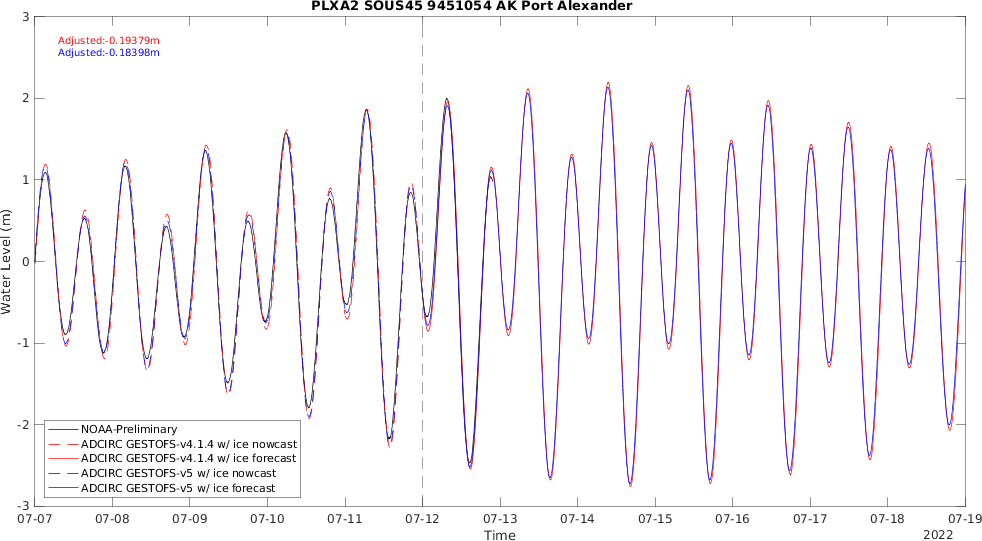 PLXA2 SOUS45 9451054 AK Port Alexander
Adjusted:-0.19379m
Adjusted:-0.18398m
3
2
1
0
-1
-2
-3
Water Level (m)
NOAA-Preliminary
ADCIRC GESTOFS-v4.1.4 w/ ice nowcast
ADCIRC GESTOFS-v4.1.4 w/ ice forecast
ADCIRC GESTOFS-v5 w/ ice nowcast
ADCIRC GESTOFS-v5 w/ ice forecast
07-07 07-08 07-09 07-10 07-11 07-12 07-13 07-14 07-15 07-16 07-17 07-18 07-19
Time
2022